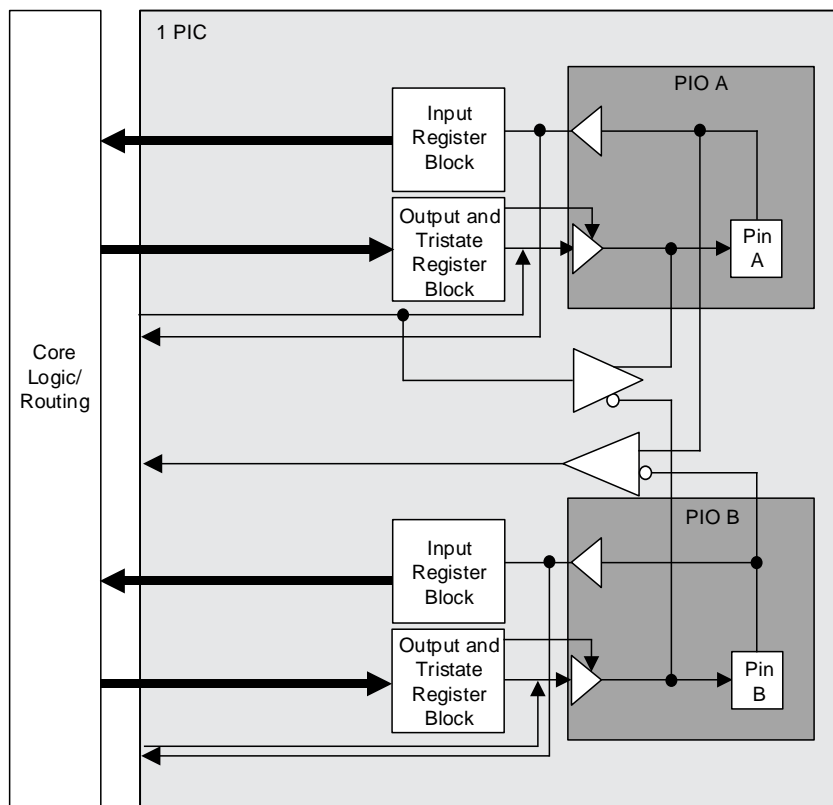 1 PIC
PIO A
Input
Register
Block
Output and
Tristate
Register
Block
Pin
A
Core
Logic/
Routing
PIO B
Input
Register
Block
Output and
Tristate
Register
Block
Pin
B